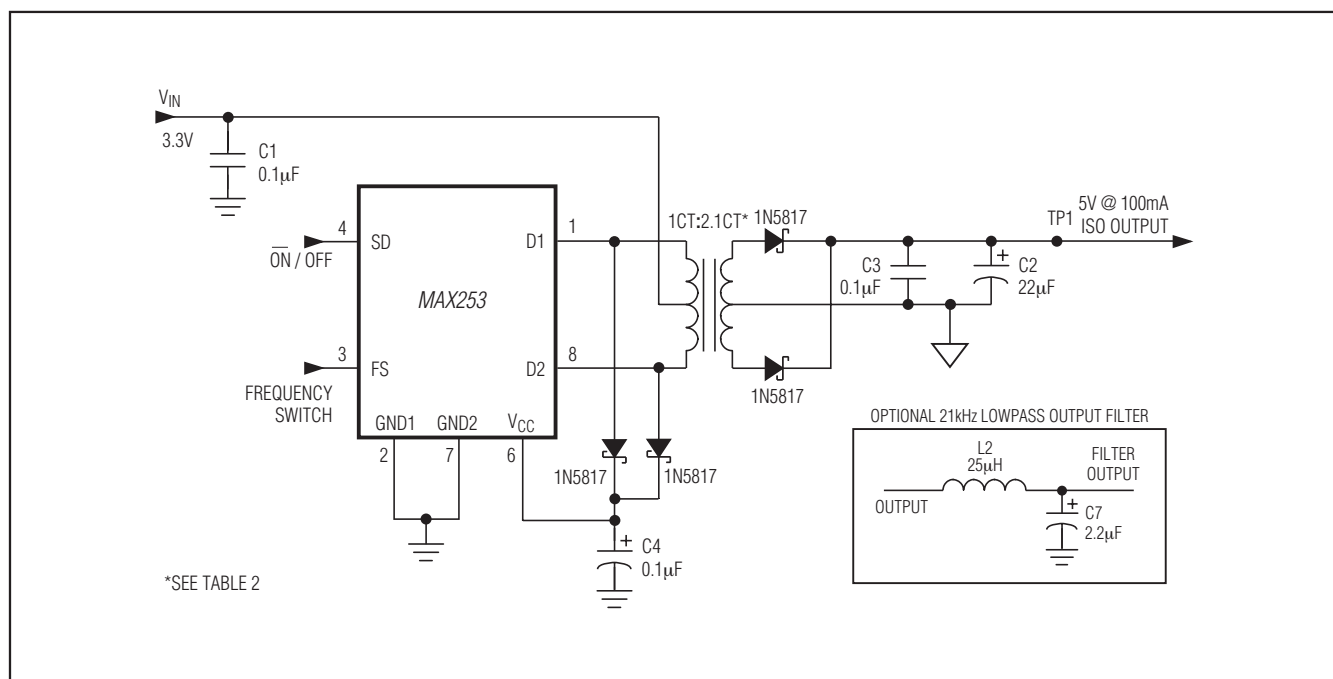 VIN
3.3V
C1
0.1μF
4
SD
ON / OFF
MAX253
3
FS
FREQUENCY
SWITCH
GND1
GND2
VCC
2
7
6
D1
1
D2
8
1CT:2.1CT*
1N5817
1N5817
1N5817
1N5817
C3
0.1μF
C2
22μF
+
TP1
5V @ 100mA
ISO OUTPUT
C4
0.1μF
+
*SEE TABLE 2
OPTIONAL 21kHz LOWPASS OUTPUT FILTER
L2
25μH
OUTPUT
FILTER
OUTPUT
+
C7
2.2μF